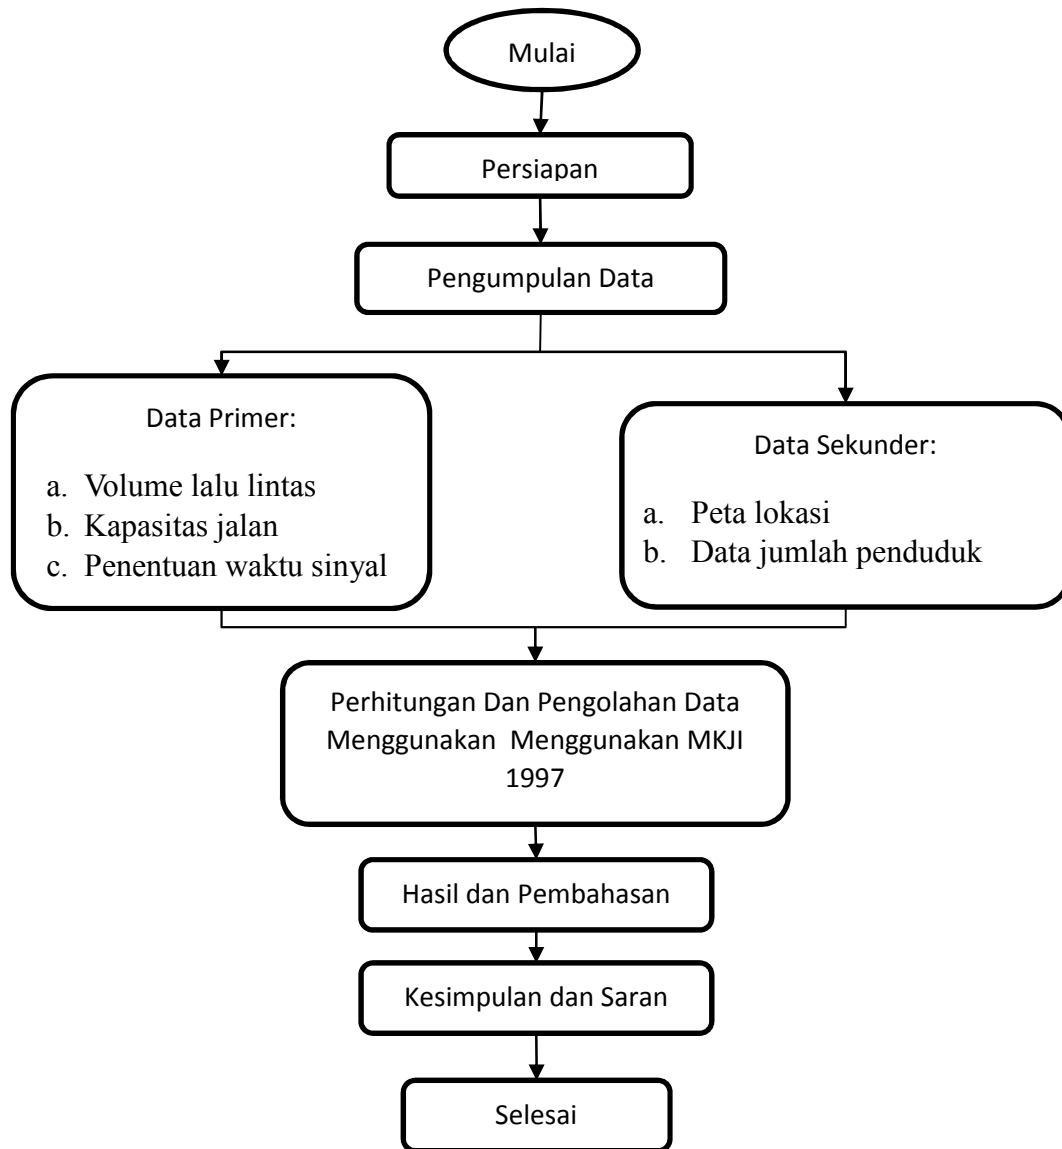 Mulai
Persiapan
Pengumpulan Data
Data Primer:
a. Volume lalu lintas
b. Kapasitas jalan
c. Penentuan waktu sinyal
Data Sekunder:
a. Peta lokasi
b. Data jumlah penduduk
Perhitungan Dan Pengolahan Data
Menggunakan Menggunakan MKJI
1997
Hasil dan Pembahasan
Kesimpulan dan Saran
Selesai